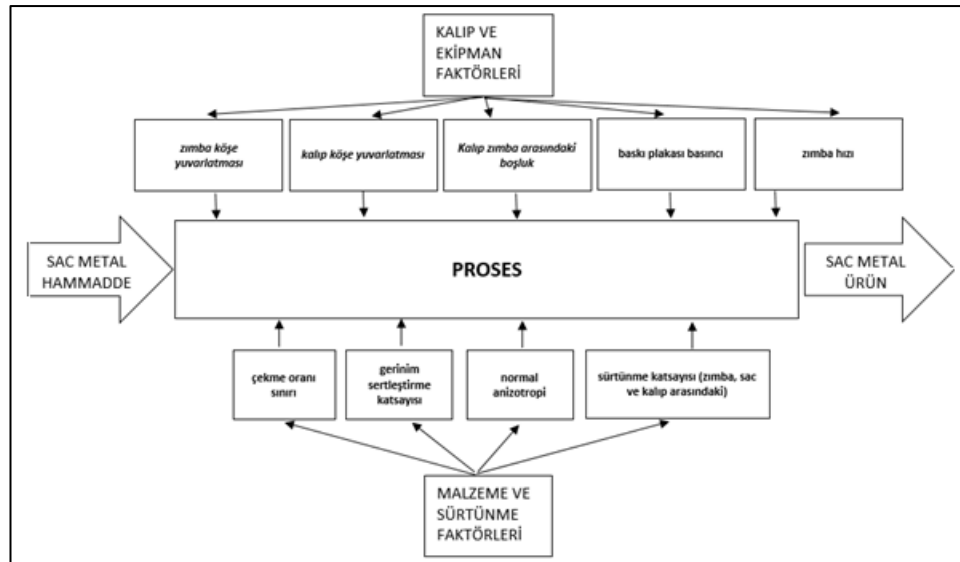 KALIP VE
EKİPMAN
FAKTÖRLERİ
zımba köşe
yuvarlatması
kalıp köşe yuvarlatması
Kalıp zımba arasındaki
boşluk
baskı plakası basıncı
zımba hızı
SAC METAL
HAMMADDE
PROSES
SAC METAL
ÜRÜN
çekme oranı
sınırı
gerinim
sertleştirme
katsayısı
normal
anizotropi
sürtünme katsayısı (zımba, sac
ve kalıp arasındaki)
MALZEME VE
SÜRTÜNME
FAKTÖRLERİ